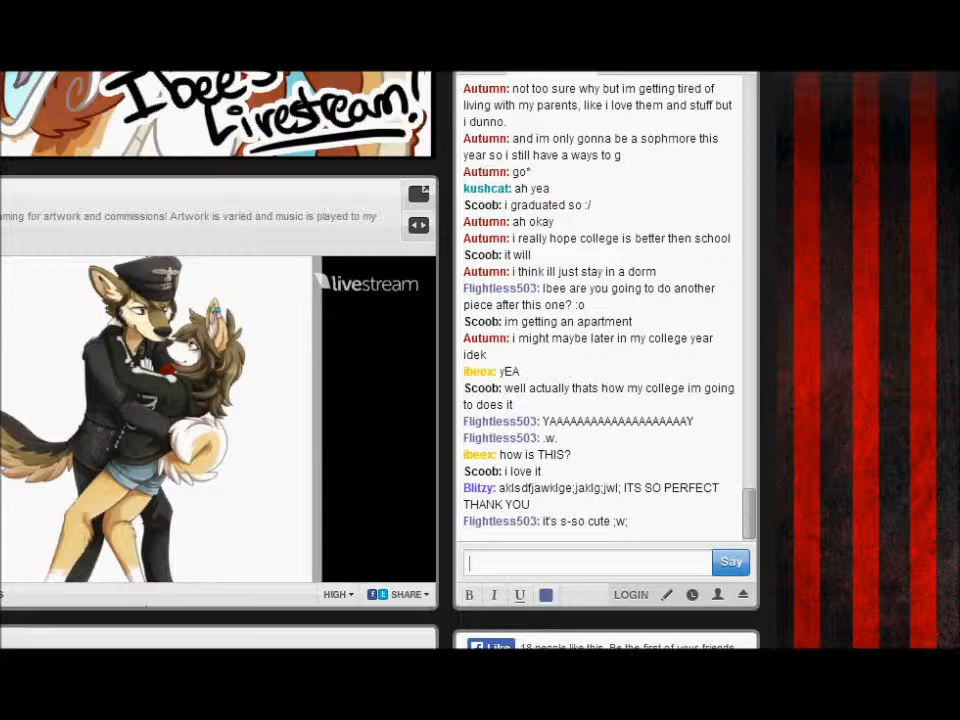 Ibee's
Livestream!
aming for artwork and commissions! Artwork is varied and music is played to my
livestream
HIGH
SHARE
Autumn: not too sure why but im getting tired of
living with my parents, like i love them and stuff but
i dunno.
Autumn: and im only gonna be a sophmore this
year so i still have a ways to g
Autumn: go*
kushcat: ah yea
Scoob: i graduated so :/
Autumn: ah okay
Autumn: i really hope college is better then school
Scoob: it will
Autumn: i think ill just stay in a dorm
Flightless503: Ibee are you going to do another
piece after this one? :o
Scoob: im getting an apartment
Autumn: i might maybe later in my college year
idek
ibeex: yEA
Scoob: well actually thats how my college im going
to does it
Flightless503: YAAAAAAAAAAAAAAAAAAAAY
Flightless503: .w.
ibeex: how is THIS?
Scoob: i love it
Blitzy: aklsdfjawklge;jaklg;jwl; ITS SO PERFECT
THANK YOU
Flightless503: it's s-so cute ;w;
Say
B I U
LOGIN
Like
18 people like this. Be the first of your friends.